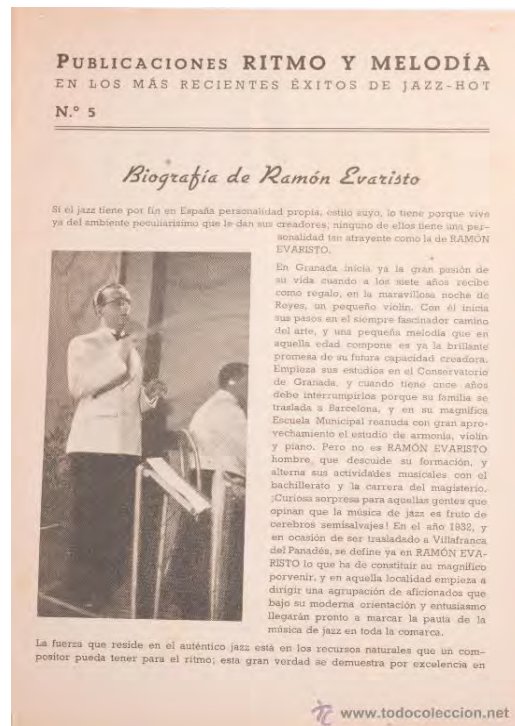 PUBLICACIONES RITMO Y MELODÍA
EN LOS MÁS RECIENTES ÉXITOS DE JAZZ-HOT
N.º 5
Biografía de Ramón Evaristo
Si el jazz tiene por fin en España personalidad propia, estilo suyo, lo tiene porque vive
ya del ambiente peculiarísimo que le dan sus creadores; ninguno de ellos tiene una per-
sonalidad tan atrayente como la de RAMÓN
EVARISTO.
En Granada inicia ya la gran pasión de
su vida cuando a los siete años recibe
como regalo, en la maravillosa noche de
Reyes, un pequeño violín. Con él inicia
sus pasos en el siempre fascinador camino
del arte, y una pequeña melodía que en
aquella edad compone es ya la brillante
promesa de su futura capacidad creadora.
Empieza sus estudios en el Conservatorio
de Granada, y cuando tiene once años
debe interrumpirlos porque su familia se
traslada a Barcelona, y en su magnífica
Escuela Municipal reanuda con gran apro-
vechamiento el estudio de armonía, violín
y piano. Pero no es RAMÓN EVARISTO
hombre, que descuide su formación, y
alterna sus actividades musicales con el
bachillerato y la carrera del magisterio.
¡Curiosa sorpresa para aquellas gentes que
opinan que la música de jazz es fruto de
cerebros semisalvajes! En el año 1932, y
en ocasión de ser trasladado a Villafranca
del Panadés, se define ya en RAMÓN EVA-
RISTO lo que ha de constituir su magnífico
porvenir, y en aquella localidad empieza a
dirigir una agrupación de aficionados que
bajo su moderna orientación y entusiasmo
llegarán pronto a marcar la pauta de la
música de jazz en toda la comarca.
La fuerza que reside en el auténtico jazz está en los recursos naturales que un com-
positor pueda tener para el ritmo; esta gran verdad se demuestra por excelencia en
www.todocoleccion.net